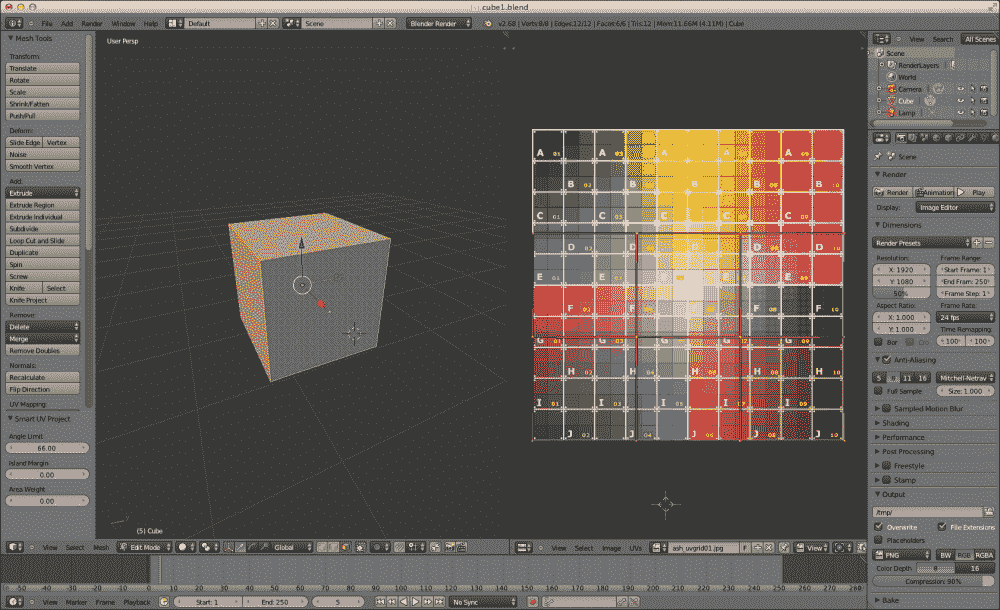 cube1.blend
File Add Render Window Help Default Scene Blender Render v2.68 | Verts:8/8 | Edges:12/12 | Faces:6/6 | Tris:12 | Mem:11.66M (4.11M) | Cube
Mesh Tools
Transform:
Translate
Rotate
Scale
Shrink/Fatten
Push/Pull
Deform:
Slide Edge Vertex
Noise
Smooth Vertex
Add:
Extrude
Extrude Region
Extrude Individual
Subdivide
Loop Cut and Slide
Duplicate
Spin
Screw
Knife Select
Knife Project
Remove:
Delete
Merge
Remove Doubles
Normals:
Recalculate
Flip Direction
UV Mapping:
Smart UV Project
Angle Limit
66.00
Island Margin
0.00
Area Weight
0.00
User Persp
(5) Cube
View Select Mesh Edit Mode Global
View Select Image UVs ash_uvgrid01.jpg F View
View Search All Scenes
Scene
RenderLayers
World
Camera
Cube
Lamp
Scene
Render
Render Animation Play
Display: Image Editor
Dimensions
Render Presets
Resolution: Frame Range:
X: 1920 Start Frame: 1
Y: 1080 End Fram: 250
50% Frame Step: 1
Aspect Ratio: Frame Rate:
X: 1.000 24 fps
Y: 1.000 Time Remapping:
Bor Cro 100 100
Anti-Aliasing
5 8 11 16 Mitchell-Netrav
Full Sample Size: 1.000
Sampled Motion Blur
Shading
Performance
Post Processing
Freestyle
Stamp
Output
/tmp/
Overwrite File Extensions
Placeholders
PNG BW RGB RGBA
Color Depth 8 16
Compression: 90%
Bake
-50 -40 -30 -20 -10 0 10 20 30 40 50 60 70 80 90 100 110 120 130 140 150 160 170 180 190 200 210 220 230 240 250 260 270 280
View Marker Frame Playback Start: 1 End: 250 5 No Sync